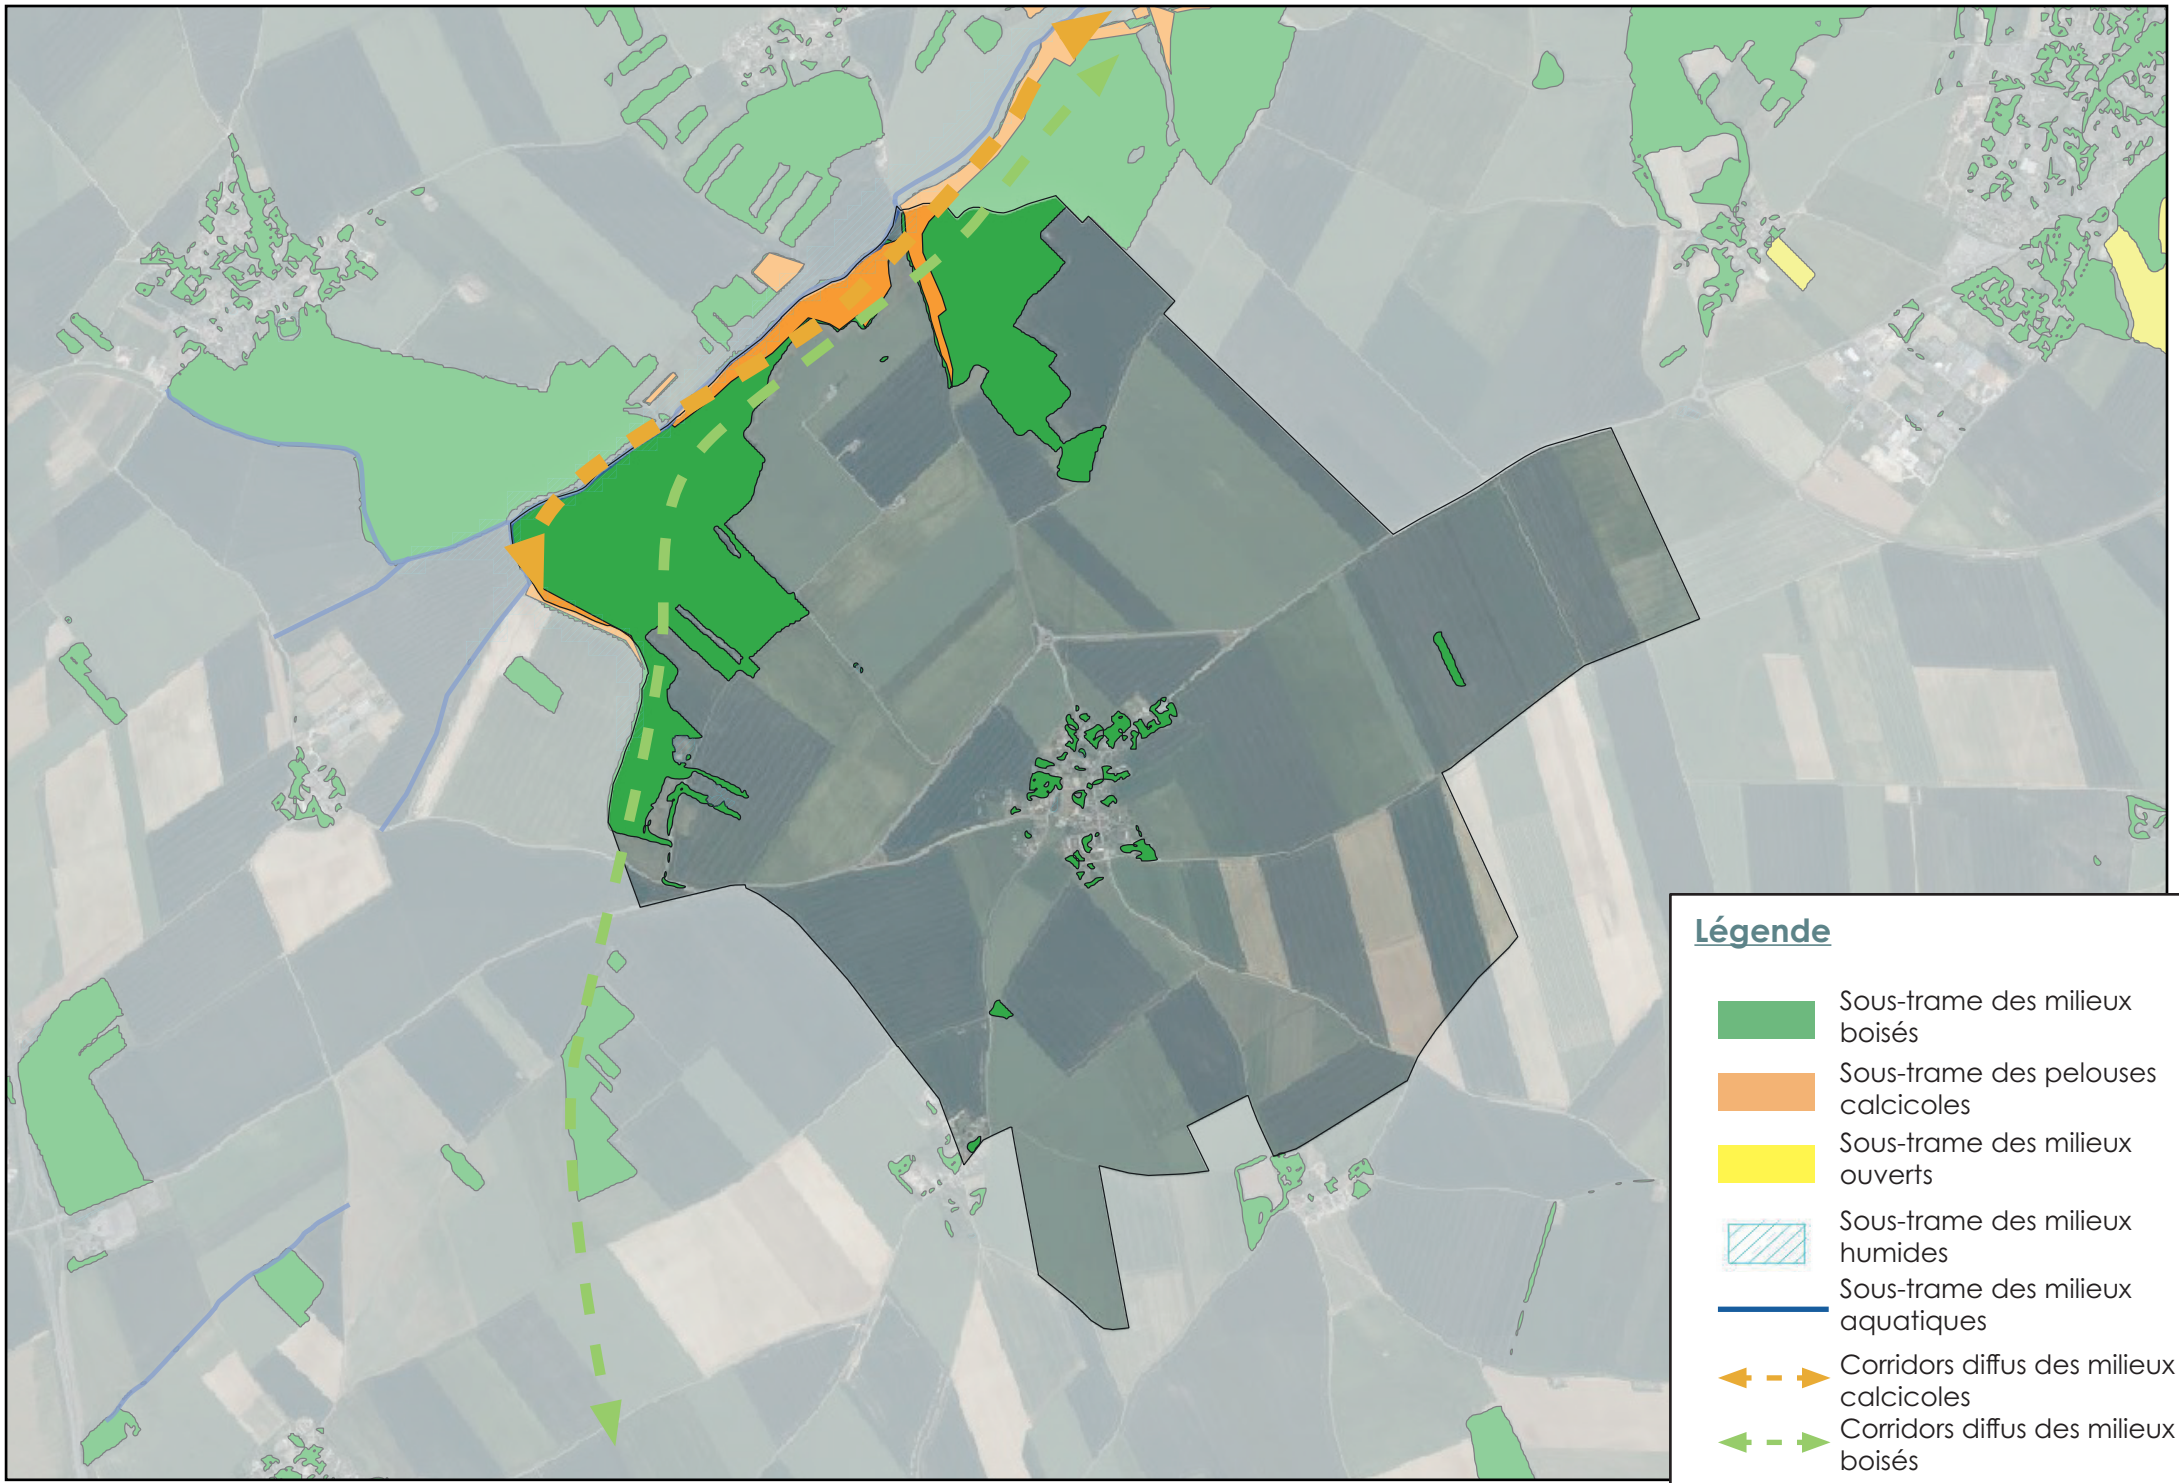 Légende
Sous-trame des milieux
boisés
Sous-trame des pelouses
calcicoles
Sous-trame des milieux
ouverts
Sous-trame des milieux
humides
Sous-trame des milieux
aquatiques
Corridors diffus des milieux
calcicoles
Corridors diffus des milieux
boisés